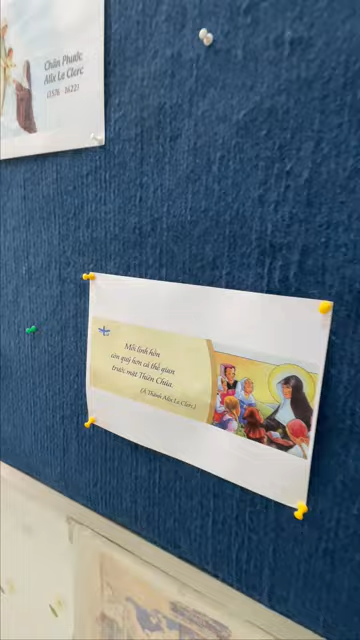 Chân Phước
Alix Le Clerc
(1576 - 1622)
Mỗi linh hồn
còn quý hơn cả thế gian
trước mặt Thiên Chúa.
(Á Thánh Alix Le Clerc)